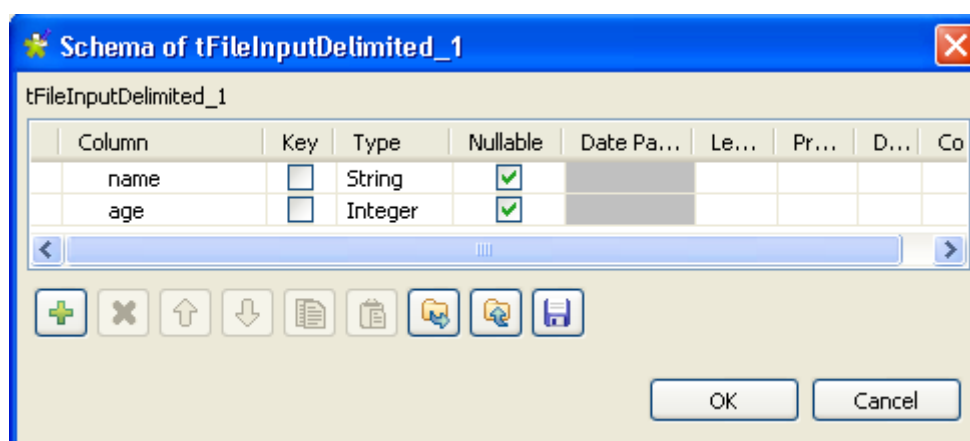 Schema of tFileInputDelimited_1
tFileInputDelimited_1
Column Key Type Nullable Date Pa... Le... Pr... D... Co
name String
age Integer
OK Cancel